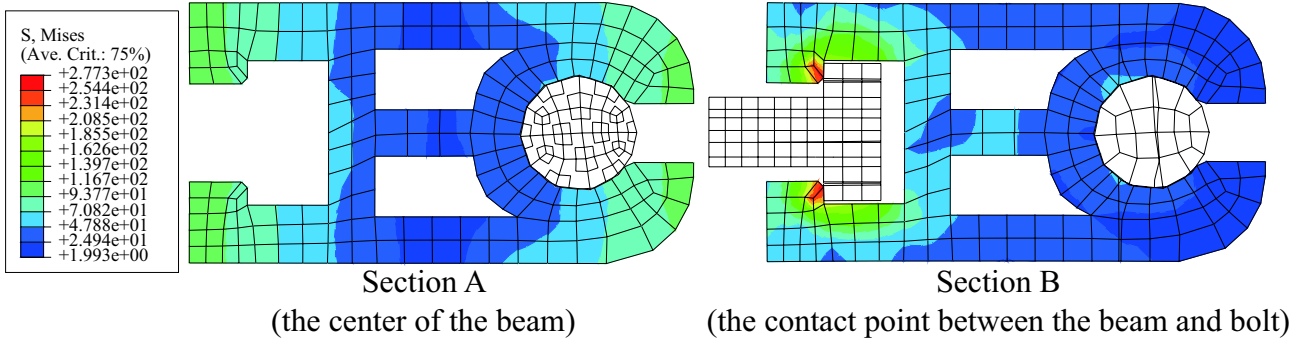 S, Mises
(Ave. Crit.: 75%)
+2.773e+02
+2.544e+02
+2.314e+02
+2.085e+02
+1.855e+02
+1.626e+02
+1.397e+02
+1.167e+02
+9.377e+01
+7.082e+01
+4.788e+01
+2.494e+01
+1.993e+00
Section A
(the center of the beam)
Section B
(the contact point between the beam and bolt)